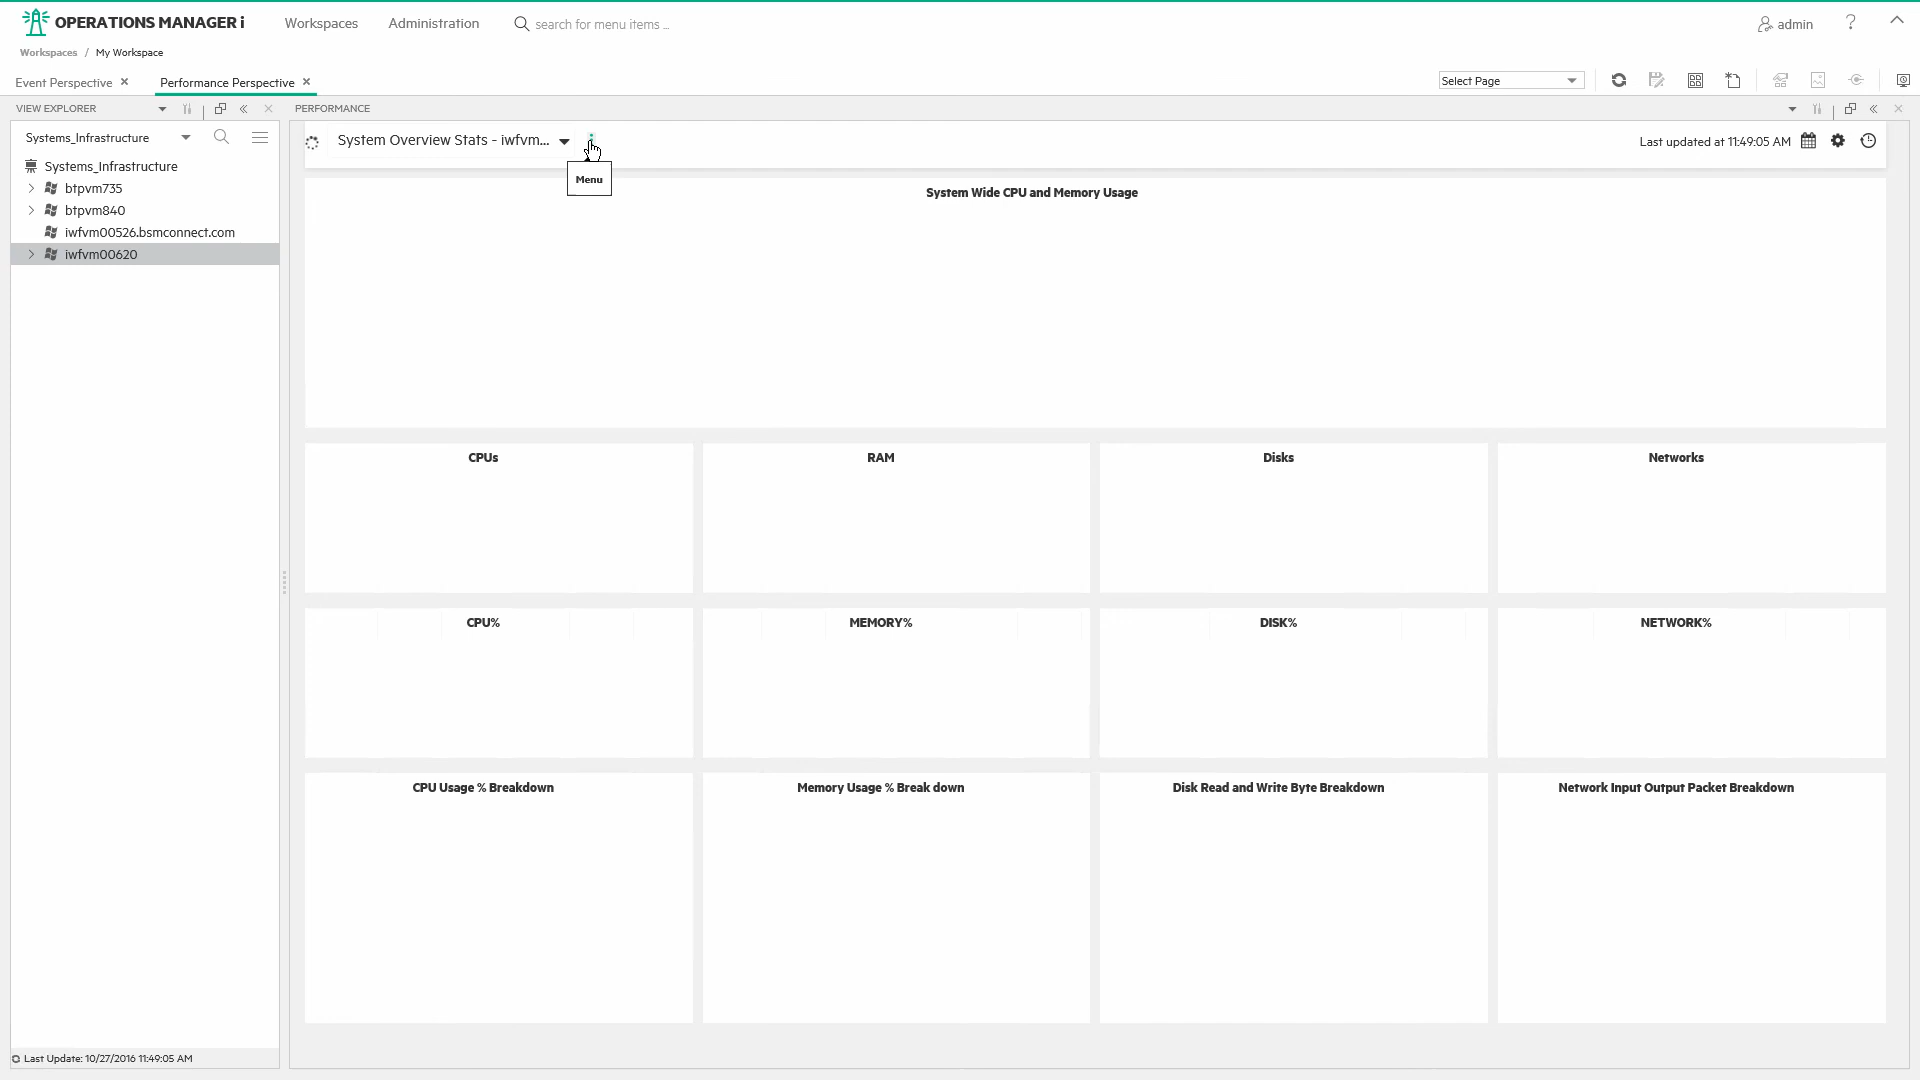 OPERATIONS MANAGER i
Workspaces
Administration
search for menu items ...
admin
?
Workspaces / My Workspace
Event Perspective
Performance Perspective
Select Page
VIEW EXPLORER
PERFORMANCE
Systems_Infrastructure
System Overview Stats - iwfvm...
Last updated at 11:49:05 AM
Menu
Systems_Infrastructure
btpvm735
btpvm840
iwfvm00526.bsmconnect.com
iwfvm00620
System Wide CPU and Memory Usage
CPUs
RAM
Disks
Networks
CPU%
MEMORY%
DISK%
NETWORK%
CPU Usage % Breakdown
Memory Usage % Break down
Disk Read and Write Byte Breakdown
Network Input Output Packet Breakdown
Last Update: 10/27/2016 11:49:05 AM